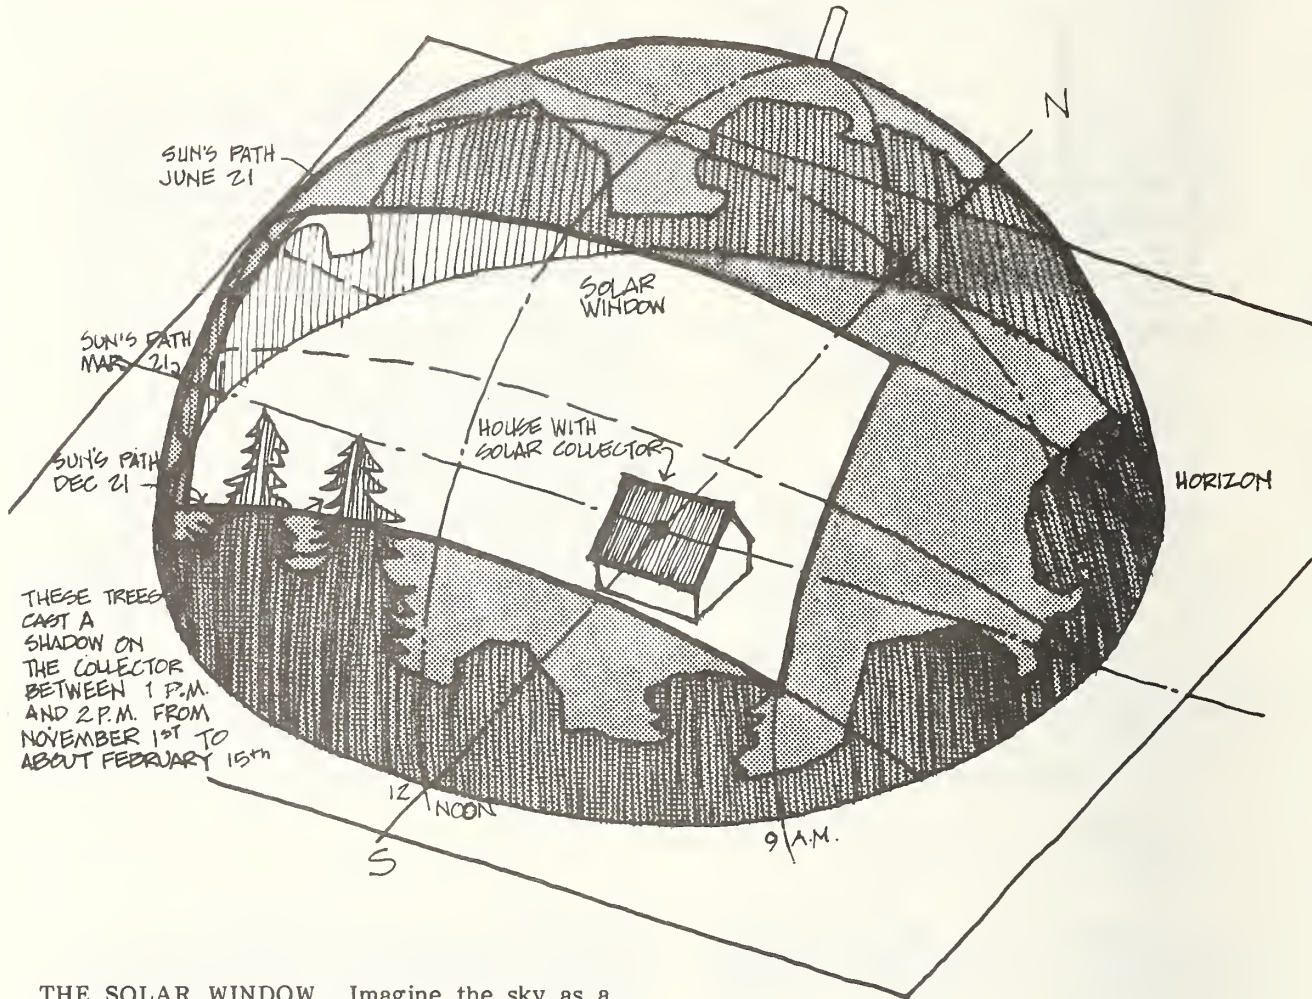 N
SUN'S PATH
JUNE 21
SOLAR
WINDOW
SUN'S PATH
MAR 21
HOUSE WITH
SOLAR COLLECTOR
SUN'S PATH
DEC 21
HORIZON
THESE TREES
CAST A
SHADOW ON
THE COLLECTOR
BETWEEN 1 P.M.
AND 2 P.M. FROM
NOVEMBER 1ST TO
ABOUT FEBRUARY 15th
12 NOON
9 A.M.
S
THE SOLAR WINDOW Imagine the sky as a